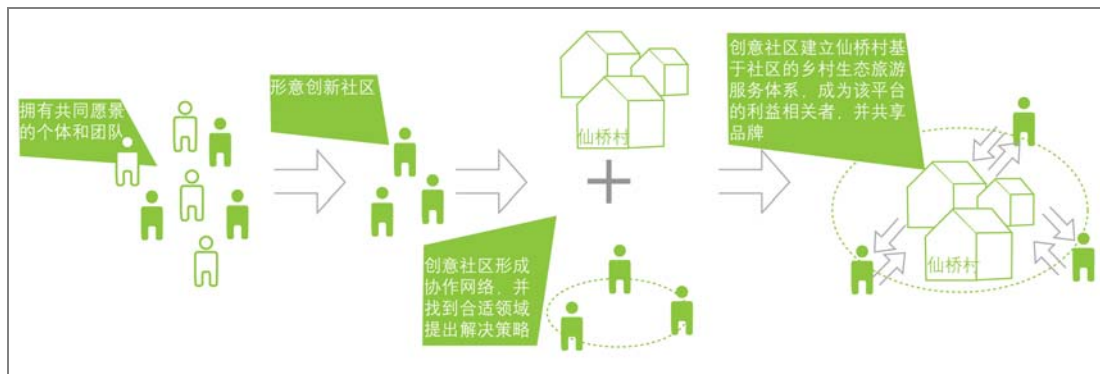 拥有共同愿景
的个体和团队
形意创新社区
仙桥村
创意社区形成
协作网络，并
找到合适领域
提出解决策略
创意社区建立仙桥村基
于社区的乡村生态旅游
服务体系，成为该平台
的利益相关者，并共享
品牌
仙桥村